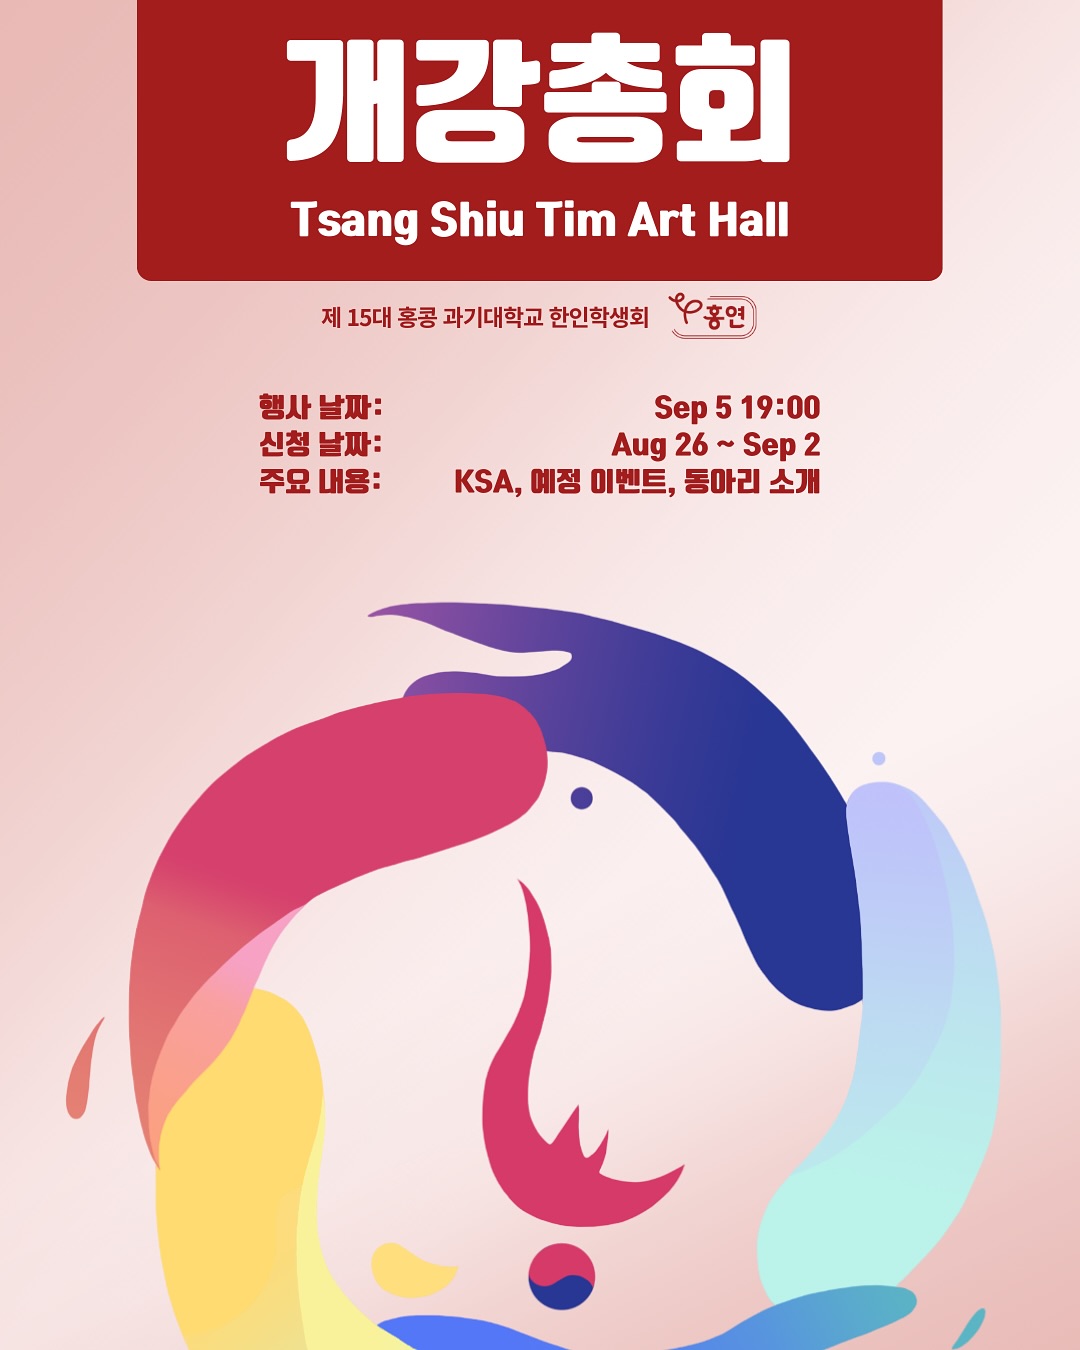 개강총회
Tsang Shiu Tim Art Hall
제 15대 홍콩 과기대학교 한인학생회 홍연
행사 날짜: Sep 5 19:00
신청 날짜: Aug 26 ~ Sep 2
주요 내용: KSA, 예정 이벤트, 동아리 소개